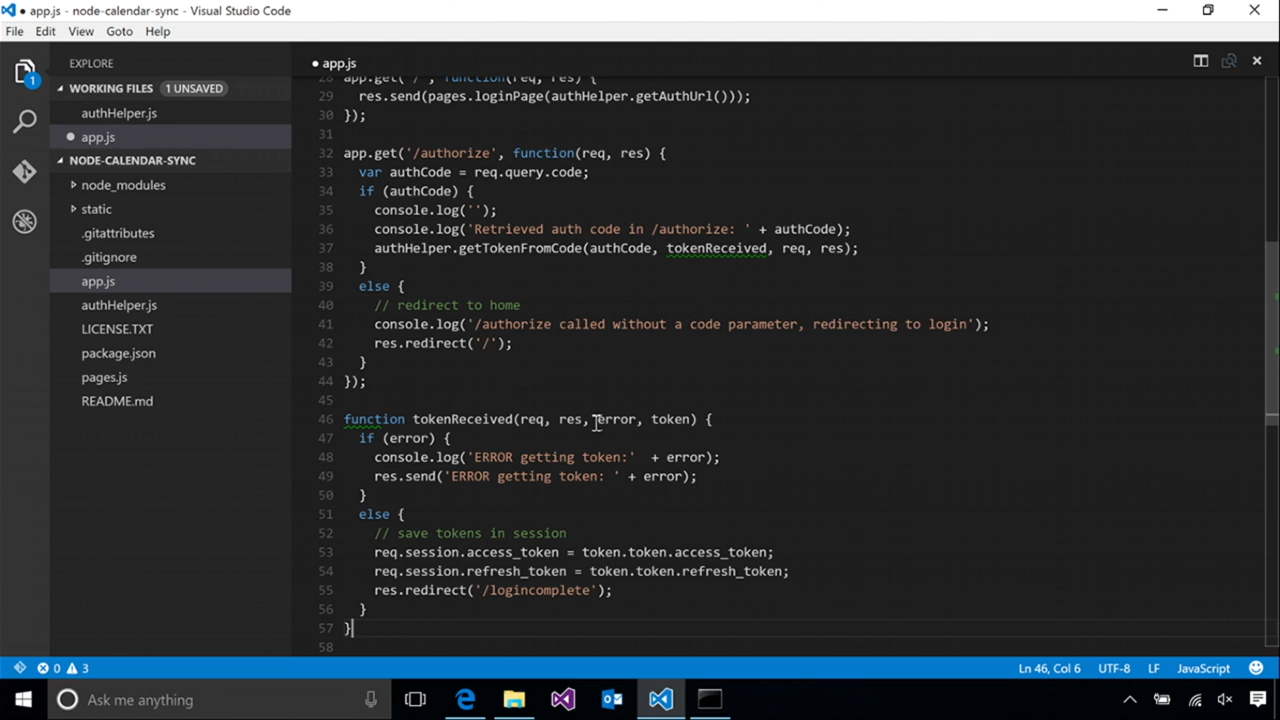 ● app.js - node-calendar-sync - Visual Studio Code
File Edit View Goto Help
EXPLORE
WORKING FILES 1 UNSAVED
authHelper.js
app.js
NODE-CALENDAR-SYNC
node_modules
static
.gitattributes
.gitignore
app.js
authHelper.js
LICENSE.TXT
package.json
pages.js
README.md
1
● app.js
28 app.get('/', function(req, res) {
29   res.send(pages.loginPage(authHelper.getAuthUrl()));
30 });
31
32 app.get('/authorize', function(req, res) {
33   var authCode = req.query.code;
34   if (authCode) {
35     console.log('');
36     console.log('Retrieved auth code in /authorize: ' + authCode);
37     authHelper.getTokenFromCode(authCode, tokenReceived, req, res);
38   }
39   else {
40     // redirect to home
41     console.log('/authorize called without a code parameter, redirecting to login');
42     res.redirect('/');
43   }
44 });
45
46 function tokenReceived(req, res, error, token) {
47   if (error) {
48     console.log('ERROR getting token:'  + error);
49     res.send('ERROR getting token: ' + error);
50   }
51   else {
52     // save tokens in session
53     req.session.access_token = token.token.access_token;
54     req.session.refresh_token = token.token.refresh_token;
55     res.redirect('/logincomplete');
56   }
57 }
58
0 3 Ln 46, Col 6 UTF-8 LF JavaScript
Ask me anything